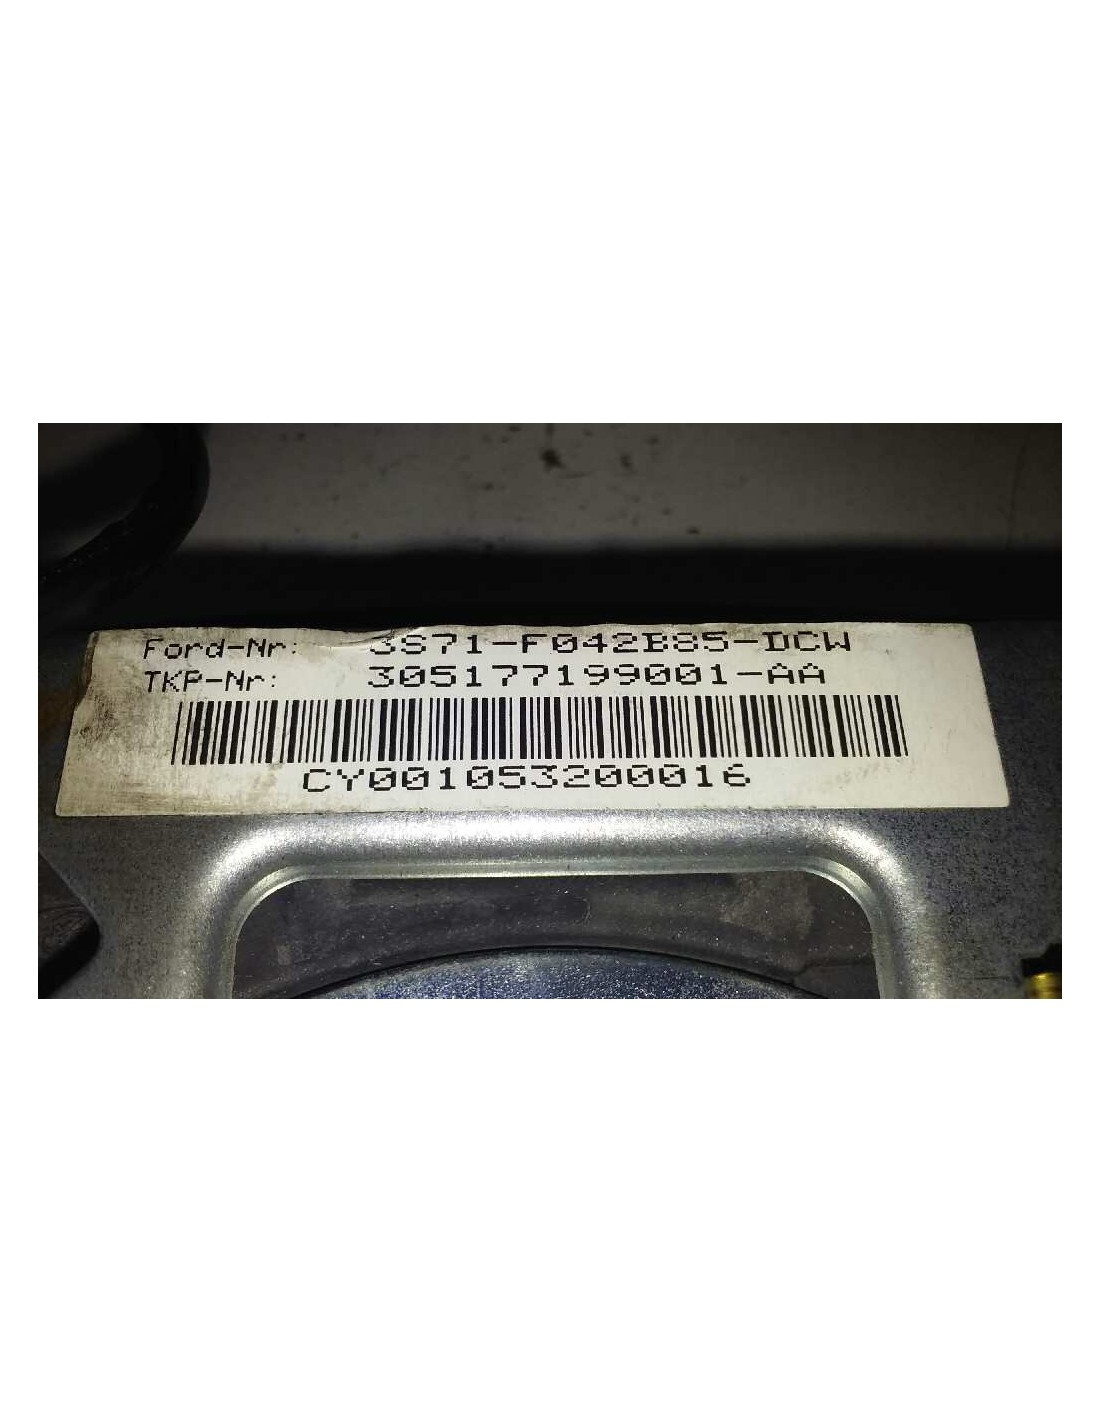 Ford-Nr: 3S71-F042B85-DCW
TKP-Nr: 305177199001-AA
CY001053200016